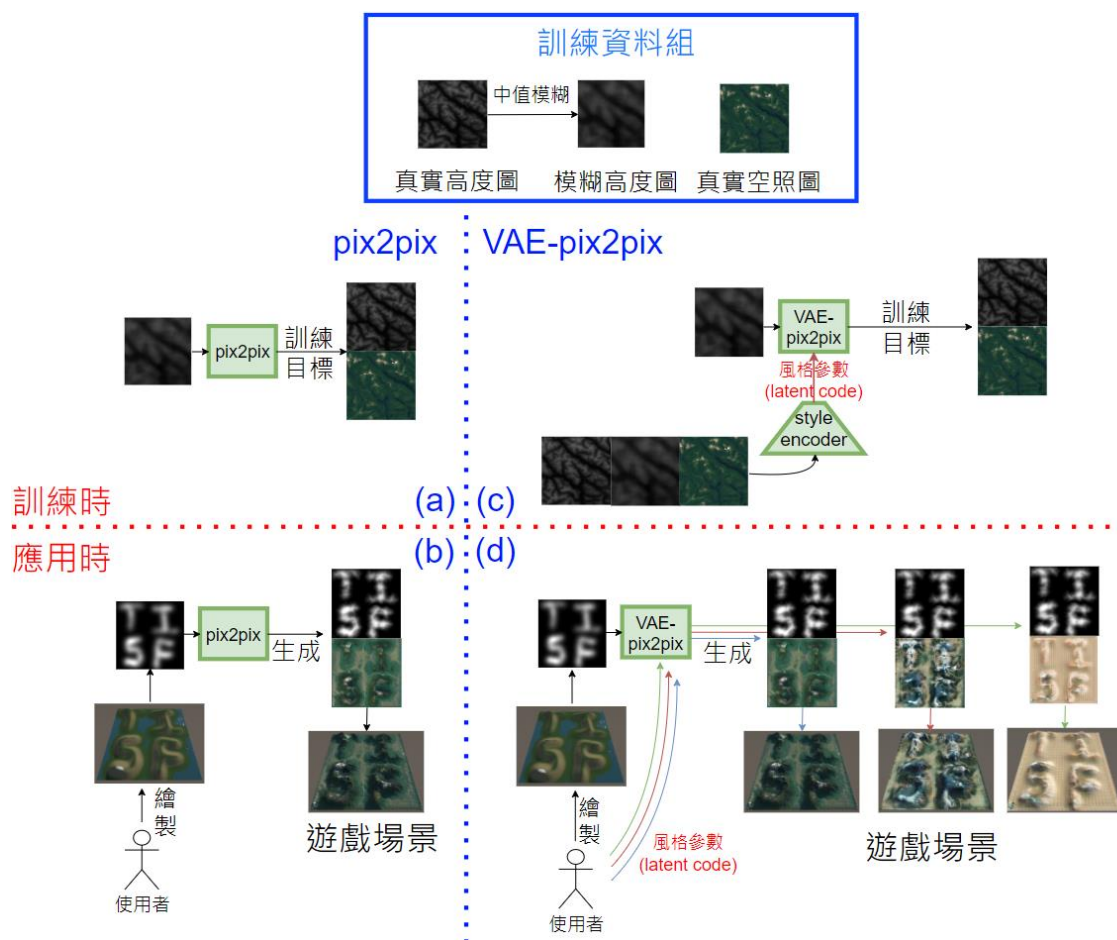 訓練資料組
中值模糊
真實高度圖
模糊高度圖
真實空照圖
pix2pix
VAE-pix2pix
pix2pix
訓練
目標
VAE-
pix2pix
訓練
目標
風格參數
(latent code)
style
encoder
訓練時
(a)
(c)
應用時
(b)
(d)
T I
S F
pix2pix
生成
T I
S F
繪
製
使用者
遊戲場景
T I
S F
VAE-
pix2pix
生成
T I
S F
T I
S F
T I
S F
繪
製
風格參數
(latent code)
使用者
遊戲場景